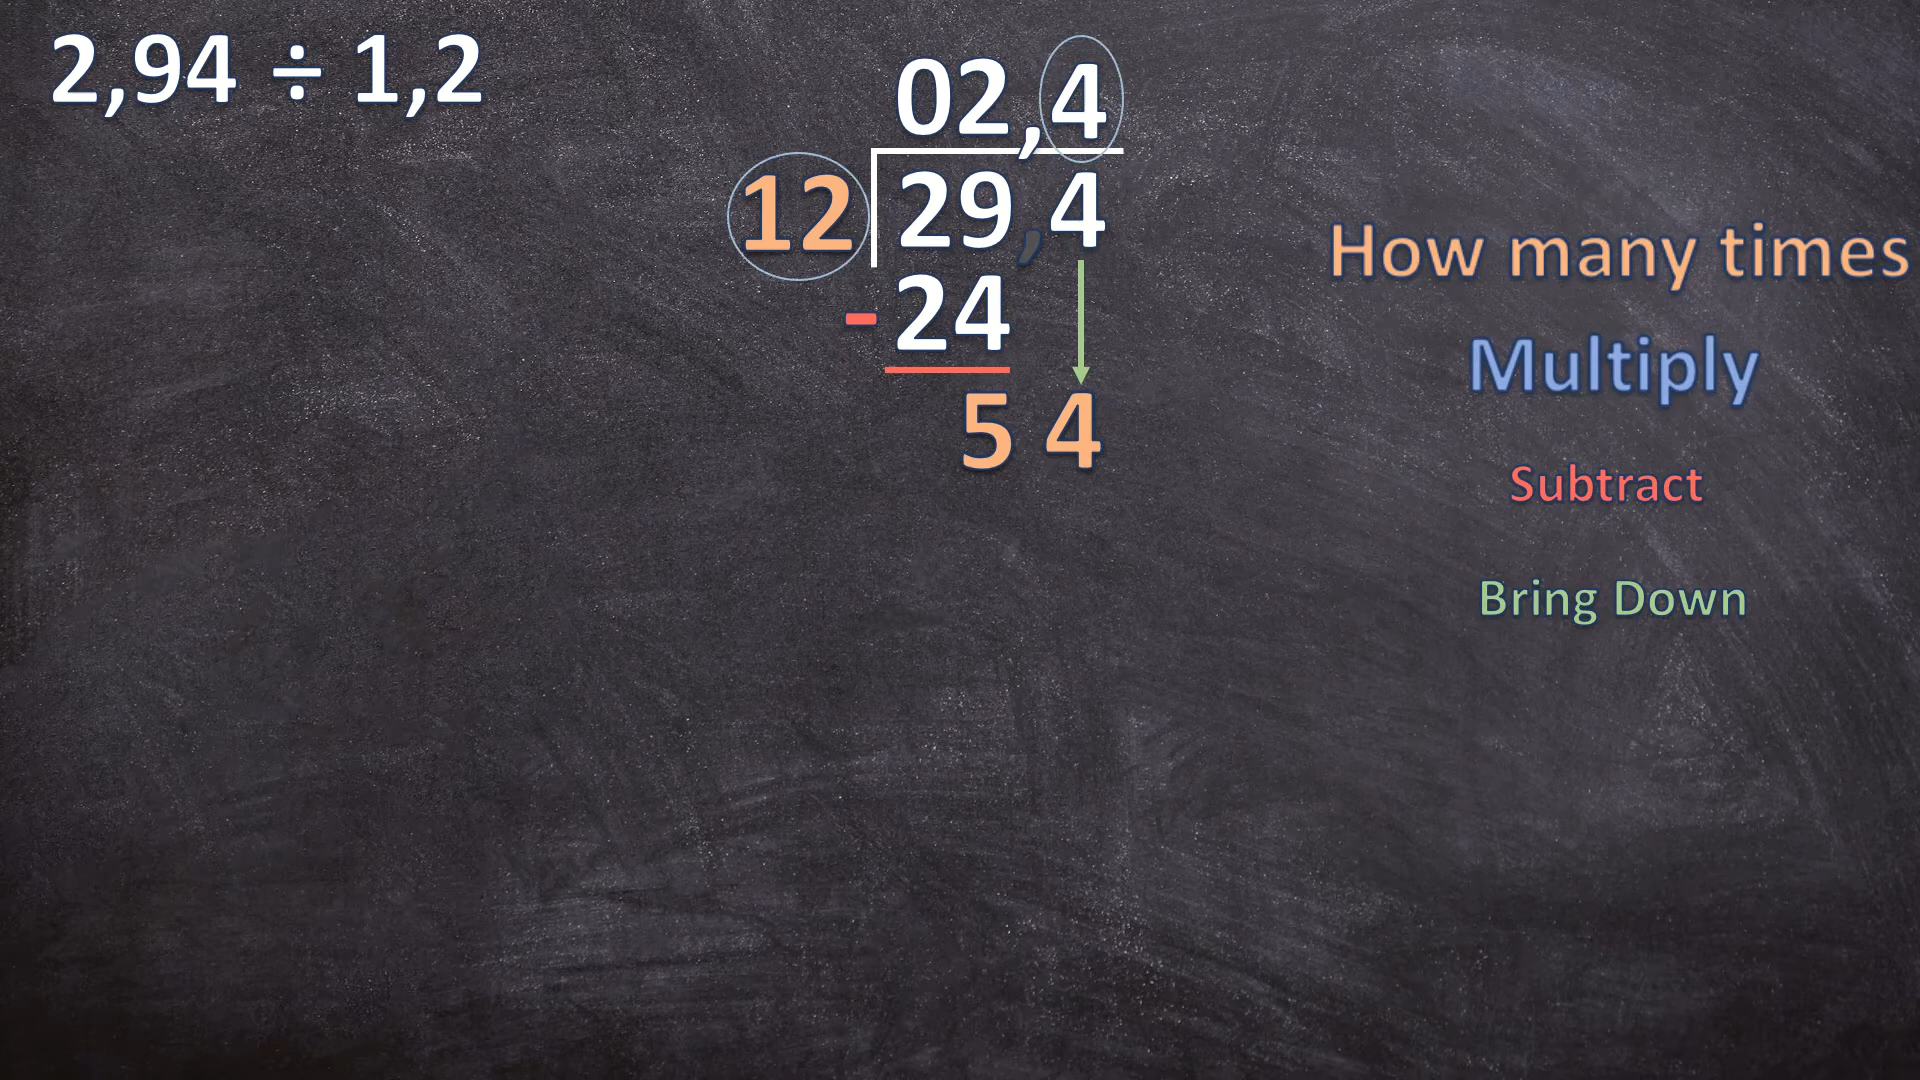 2,94 ÷ 1,2
02,4
12 29,4
- 24
5 4
How many times
Multiply
Subtract
Bring Down